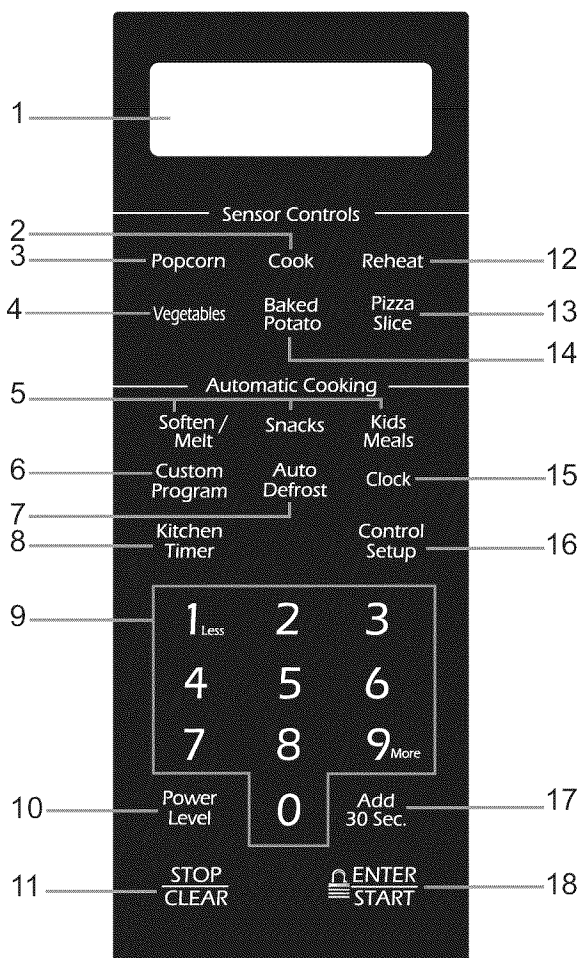 1
Sensor Controls
2
3 Popcorn Cook Reheat 12
4 Vegetables Baked Pizza 13
Potato Slice
14
Automatic Cooking
5
Soften / Snacks Kids
Melt Meals
6 Custom Auto Clock 15
Program Defrost
7
8 Kitchen Control 16
Timer Setup
9 1 Less 2 3
4 5 6
7 8 9 More
10 Power 0 Add 17
Level 30 Sec.
11 STOP ENTER 18
CLEAR START